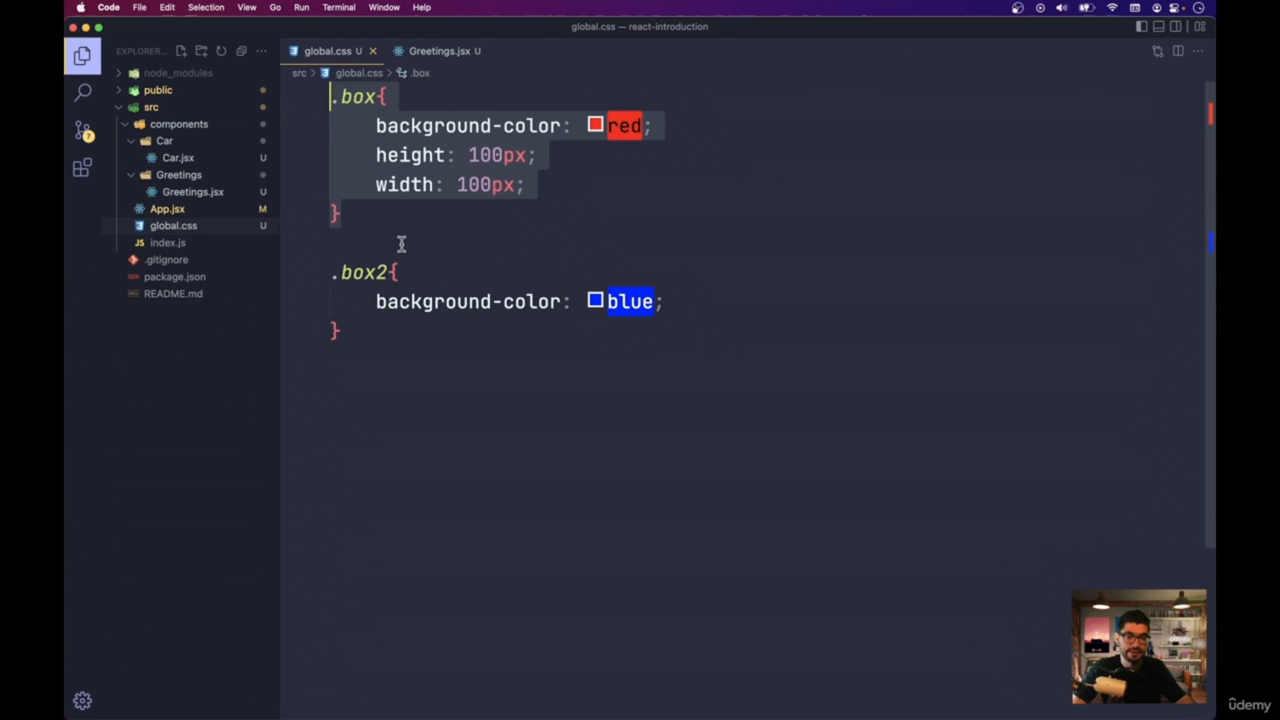 Code File Edit Selection View Go Run Terminal Window Help
global.css — react-introduction
EXPLORER...
global.css U
Greetings.jsx U
src > global.css > .box
node_modules
public
src
components
Car
Car.jsx U
Greetings
Greetings.jsx U
App.jsx M
global.css U
index.js
.gitignore
package.json
README.md
7
.box{
background-color: red;
height: 100px;
width: 100px;
}
.box2{
background-color: blue;
}
ûdemy